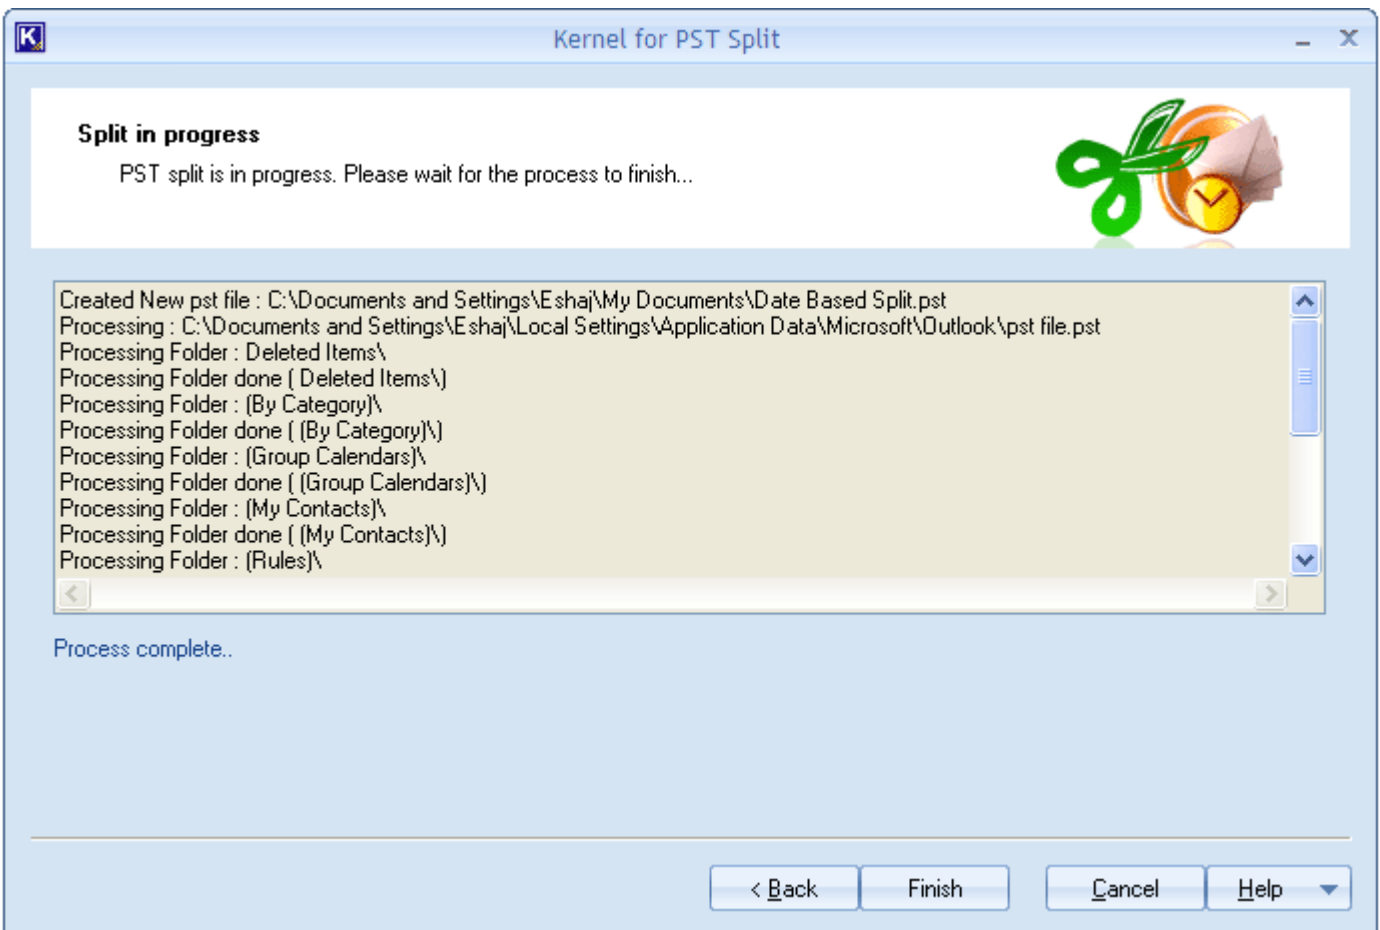 K
Kernel for PST Split
Split in progress
PST split is in progress. Please wait for the process to finish...
Created New pst file : C:\Documents and Settings\Eshaj\My Documents\Date Based Split.pst
Processing : C:\Documents and Settings\Eshaj\Local Settings\Application Data\Microsoft\Outlook\pst file.pst
Processing Folder : Deleted Items\
Processing Folder done ( Deleted Items\)
Processing Folder : (By Category)\
Processing Folder done ( (By Category)\)
Processing Folder : (Group Calendars)\
Processing Folder done ( (Group Calendars)\)
Processing Folder : (My Contacts)\
Processing Folder done ( (My Contacts)\)
Processing Folder : (Rules)\
Process complete..
< Back Finish Cancel Help